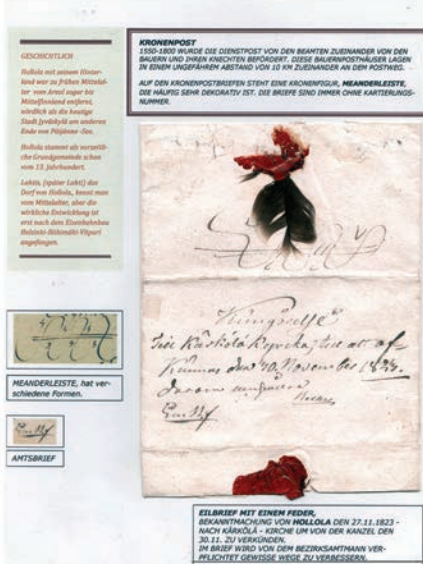 GESCHICHTLICH
Hollola mit seinem Hinter-
land war zu frühen Mittelal-
ter vom Areal sogar bis
Mittelfinnland entfernt,
nördlich als die heutige
Stadt Jyväskylä am anderen
Ende von Päijänne-See.
Hollola stammt als vorzeitli-
che Grundgemeinde schon
vom 13. Jahrhundert.
Lahtis, (später Lahti) das
Dorf von Hollola, kennt man
vom Mittelalter, aber die
wirkliche Entwicklung ist
erst nach dem Eisenbahnbau
Helsinki-Riihimäki-Viipuri
angefangen.
KRONENPOST
1550-1800 WURDE DIE DIENSTPOST VON DEN BEAMTEN ZUEINANDER VON DEN
BAUERN UND IHREN KNECHTEN BEFÖRDERT. DIESE BAUERNPOSTHÄUSER LAGEN
IN EINEM UNGEFÄHREM ABSTAND VON 10 KM ZUEINANDER AN DEM POSTWEG.
AUF DEN KRONENPOSTBRIEFEN STEHT EINE KRONENFIGUR, MEANDERLEISTE,
DIE HÄUFIG SEHR DEKORATIV IST. DIE BRIEFE SIND IMMER OHNE KARTIERUNGS-
NUMMER.
Kungörelse
Kärkölä
den 30 November 1823
MEANDERLEISTE, hat ver-
schiedene Formen.
AMTSBRIEF
EILBRIEF MIT EINEM FEDER,
BEKANNTMACHUNG VON HOLLOLA DEN 27.11.1823 -
NACH KÄRKÖLÄ - KIRCHE UM VON DER KANZEL DEN
30.11. ZU VERKÜNDEN.
IM BRIEF WIRD VON DEM BEZIRKSAMTMANN VER-
PFLICHTET GEWISSE WEGE ZU VERBESSERN.